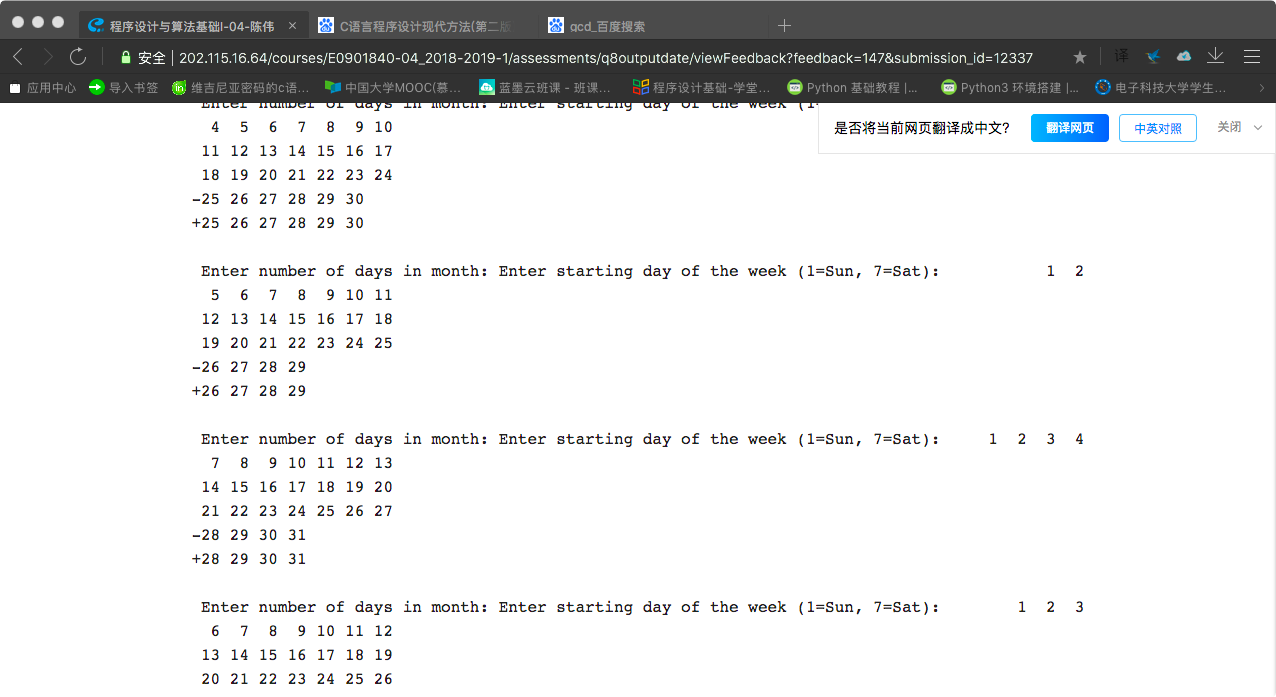 程序设计与算法基础I-04-陈伟 × C语言程序设计现代方法(第二版 gcd_百度搜索
安全 | 202.115.16.64/courses/E0901840-04_2018-2019-1/assessments/q8outputdate/viewFeedback?feedback=147&submission_id=12337 译
应用中心 导入书签 维吉尼亚密码的c语... 中国大学MOOC(慕... 蓝墨云班课 - 班课... 程序设计基础-学堂... Python 基础教程 |... Python3 环境搭建 |... 电子科技大学学生...
Enter number of days in month: Enter starting day of the week (1=
是否将当前网页翻译成中文? 翻译网页 中英对照 关闭
4 5 6 7 8 9 10
11 12 13 14 15 16 17
18 19 20 21 22 23 24
-25 26 27 28 29 30
+25 26 27 28 29 30
Enter number of days in month: Enter starting day of the week (1=Sun, 7=Sat): 1 2
5 6 7 8 9 10 11
12 13 14 15 16 17 18
19 20 21 22 23 24 25
-26 27 28 29
+26 27 28 29
Enter number of days in month: Enter starting day of the week (1=Sun, 7=Sat): 1 2 3 4
7 8 9 10 11 12 13
14 15 16 17 18 19 20
21 22 23 24 25 26 27
-28 29 30 31
+28 29 30 31
Enter number of days in month: Enter starting day of the week (1=Sun, 7=Sat): 1 2 3
6 7 8 9 10 11 12
13 14 15 16 17 18 19
20 21 22 23 24 25 26